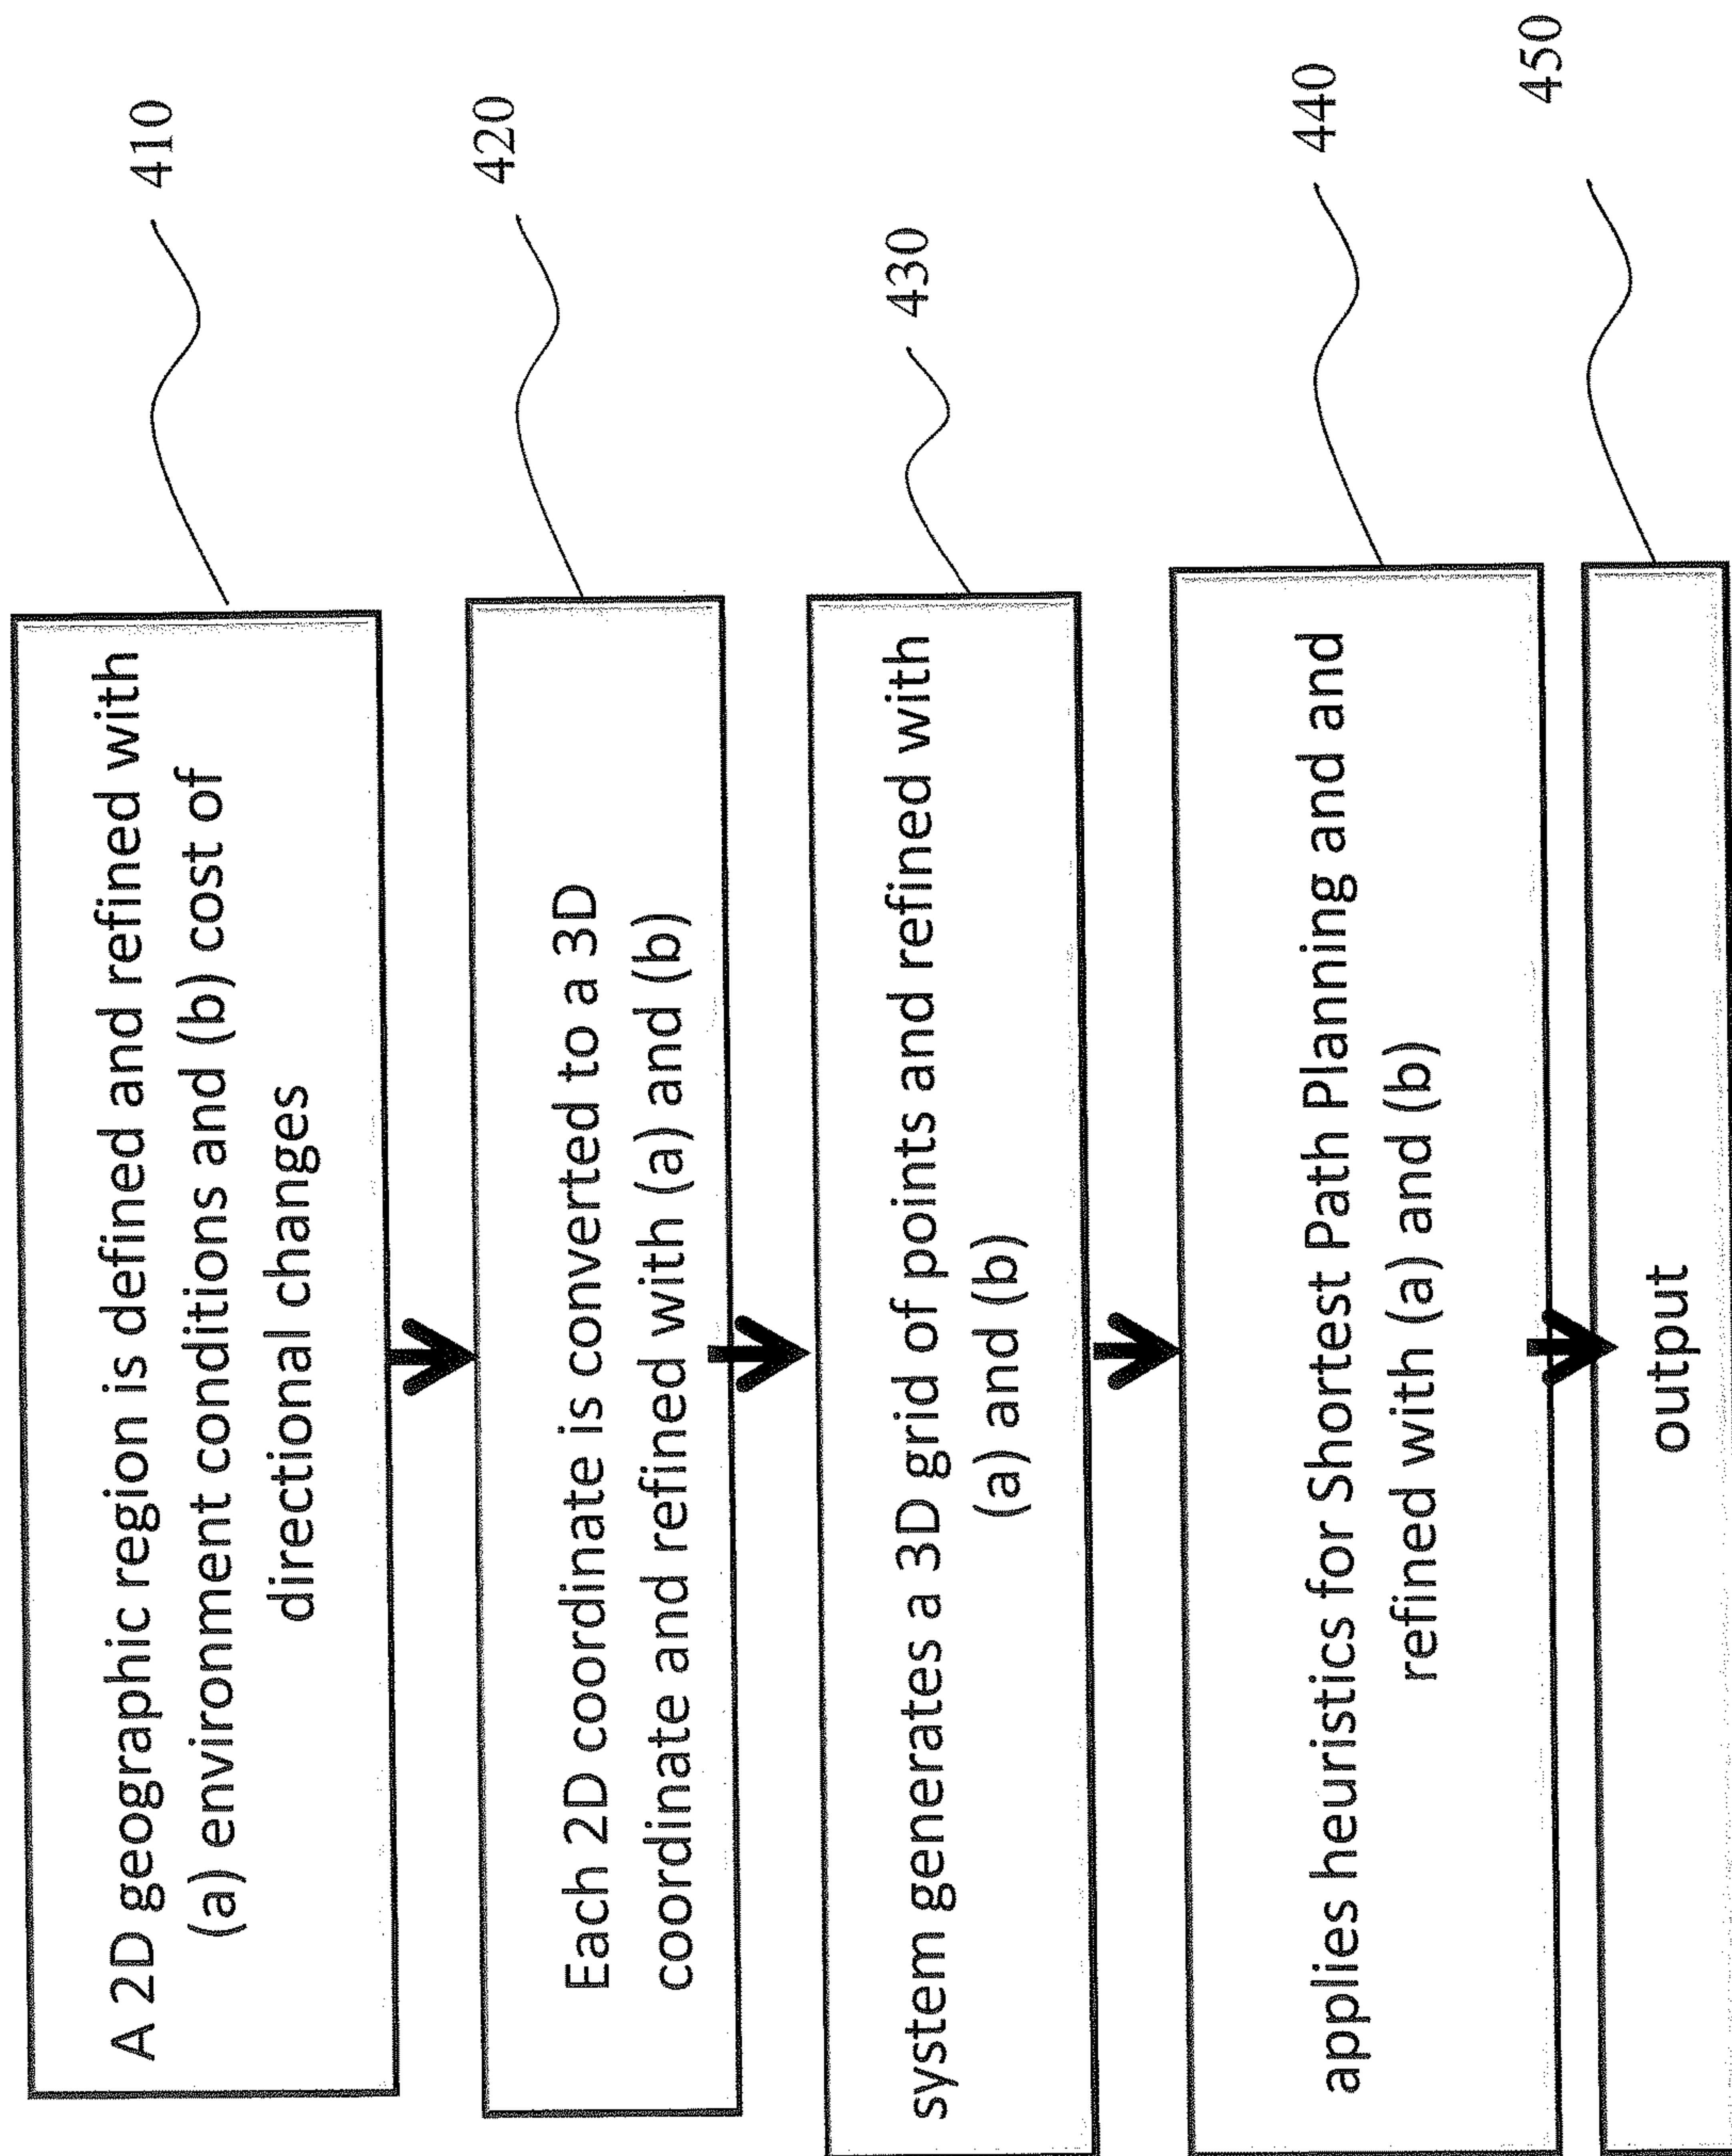 A 2D geographic region is defined and refined with
(a) environment conditions and (b) cost of
directional changes
410
Each 2D coordinate is converted to a 3D
coordinate and refined with (a) and (b)
420
system generates a 3D grid of points and refined with
(a) and (b)
430
applies heuristics for Shortest Path Planning and and
refined with (a) and (b)
440
output
450